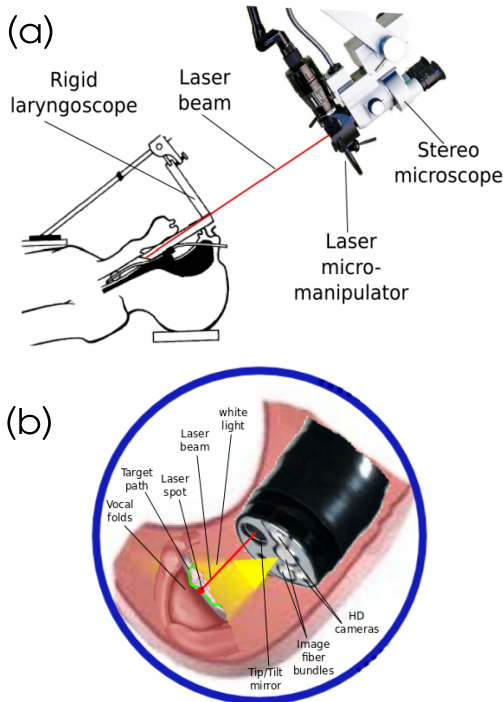 (a)
Rigid
laryngoscope
Laser
beam
Stereo
microscope
Laser
micro-
manipulator
(b)
white
light
Laser
beam
Target
path
Laser
spot
Vocal
folds
HD
cameras
Image
fiber
bundles
Tip/Tilt
mirror